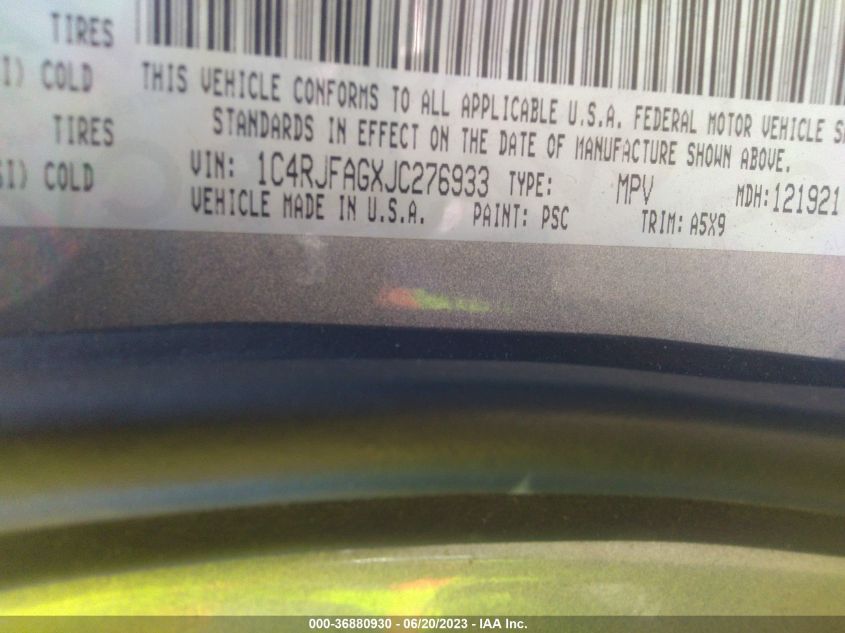 TIRES
I) COLD
TIRES
SI) COLD
THIS VEHICLE CONFORMS TO ALL APPLICABLE U.S.A. FEDERAL MOTOR VEHICLE
STANDARDS IN EFFECT ON THE DATE OF MANUFACTURE SHOWN ABOVE.
VIN: 1C4RJFAGXJC276933 TYPE: MPV MDH:121921
VEHICLE MADE IN U.S.A. PAINT: PSC TRIM: A5X9
000-36880930 - 06/20/2023 - IAA Inc.